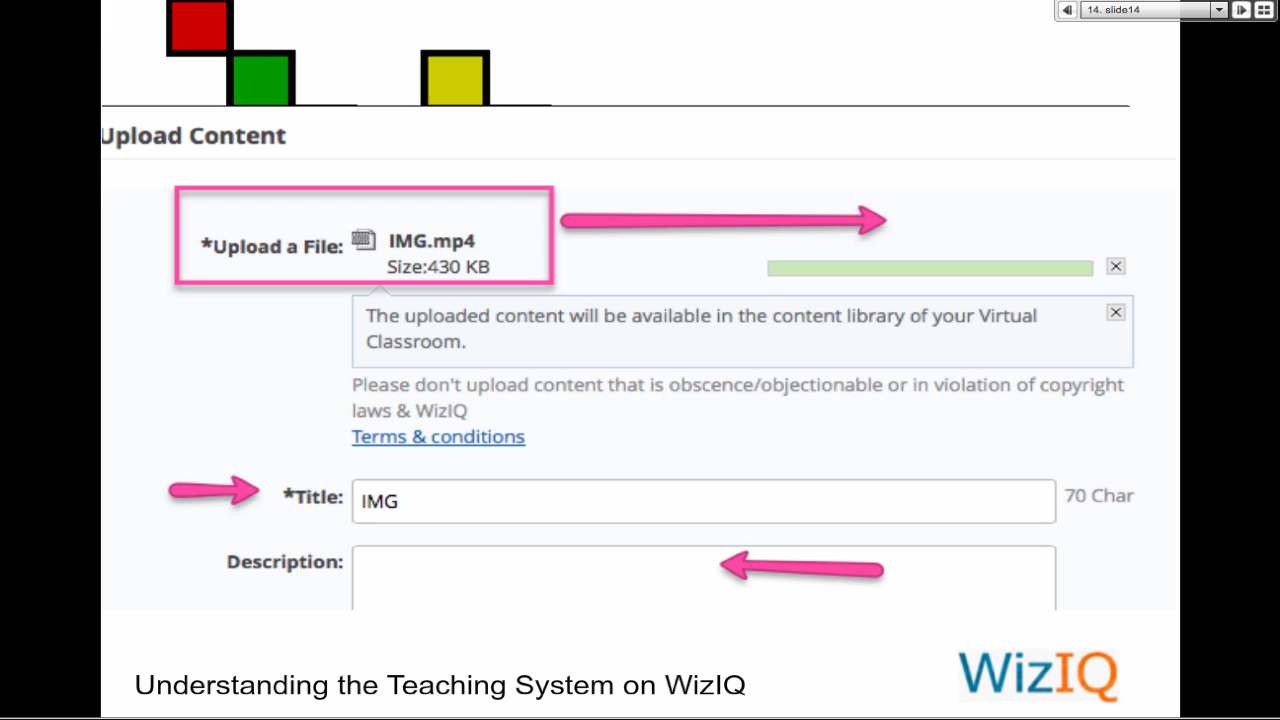 14. slide14
Upload Content
*Upload a File: IMG.mp4
Size:430 KB
The uploaded content will be available in the content library of your Virtual
Classroom.
Please don't upload content that is obscence/objectionable or in violation of copyright
laws & WizIQ
Terms & conditions
*Title: IMG 70 Char
Description:
Understanding the Teaching System on WizIQ
WizIQ